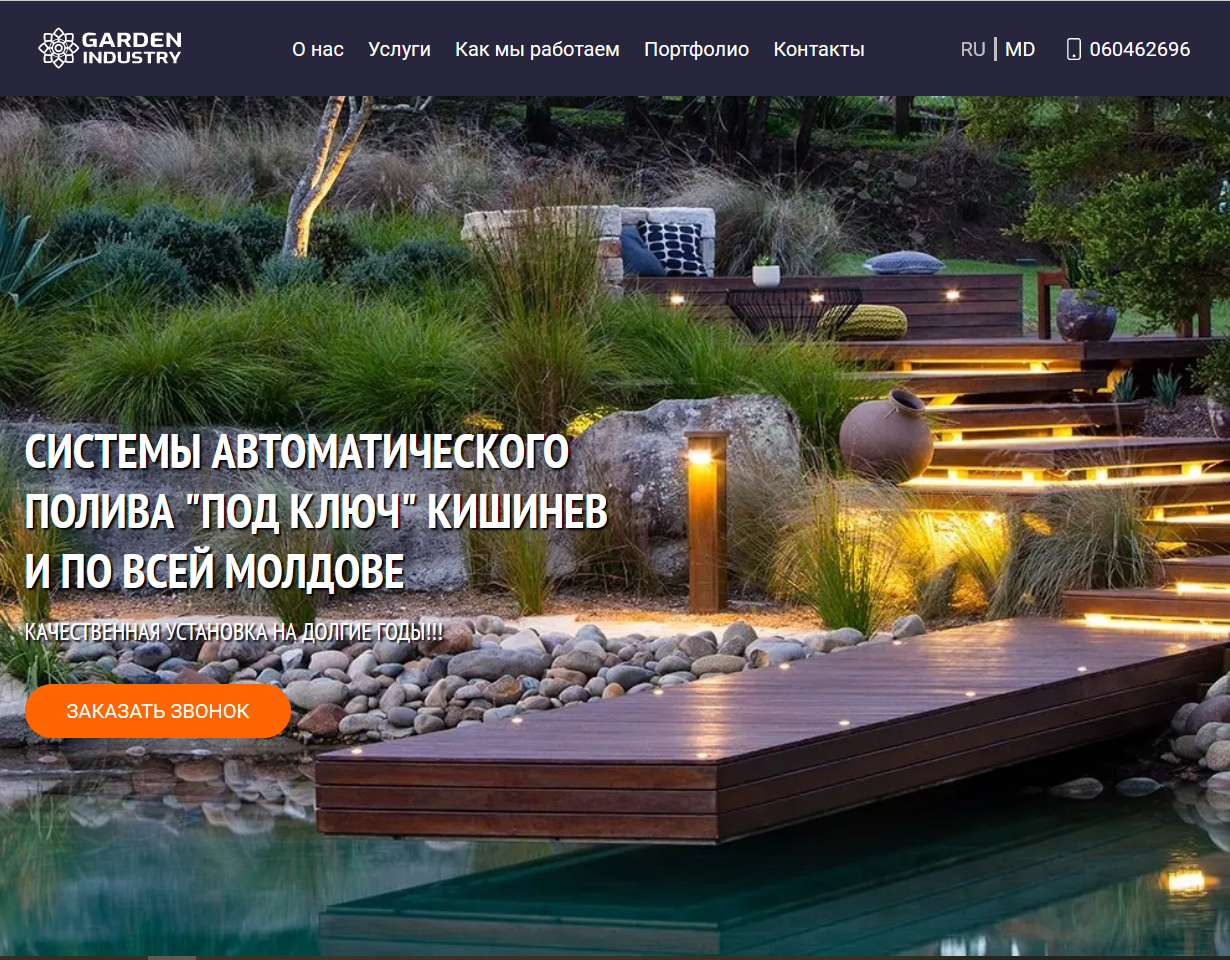 GARDEN
INDUSTRY
О нас Услуги Как мы работаем Портфолио Контакты
RU | MD
060462696
СИСТЕМЫ АВТОМАТИЧЕСКОГО
ПОЛИВА "ПОД КЛЮЧ" КИШИНЕВ
И ПО ВСЕЙ МОЛДОВЕ
КАЧЕСТВЕННАЯ УСТАНОВКА НА ДОЛГИЕ ГОДЫ!!!
ЗАКАЗАТЬ ЗВОНОК